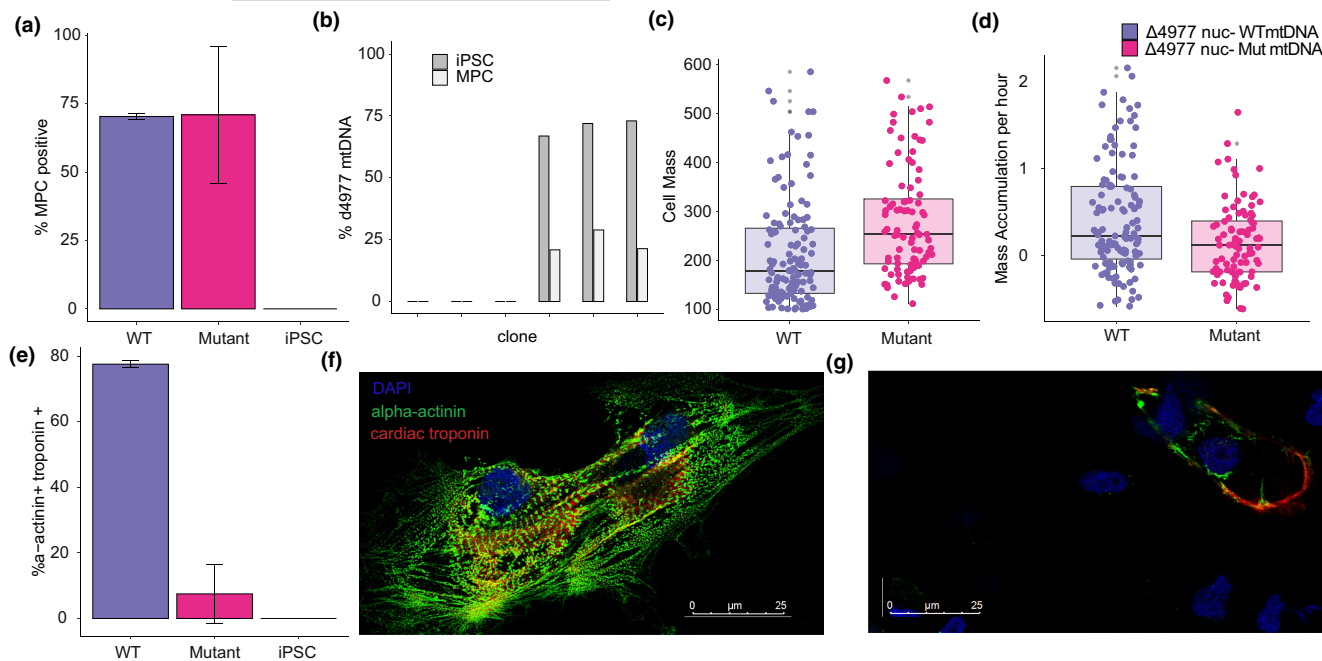 (a)
% MPC positive
100
75
50
25
0
WT Mutant iPSC
(b)
% d4977 mtDNA
100
75
50
25
0
iPSC
MPC
clone
(c)
Cell Mass
600
500
400
300
200
100
WT Mutant
(d)
Δ4977 nuc- WTmtDNA
Δ4977 nuc- Mut mtDNA
Mass Accumulation per hour
2
1
0
WT Mutant
(e)
%a-actinin+ troponin +
80
60
40
20
0
WT Mutant iPSC
(f)
DAPI
alpha-actinin
cardiac troponin
µm
0 25
(g)
µm
0 25